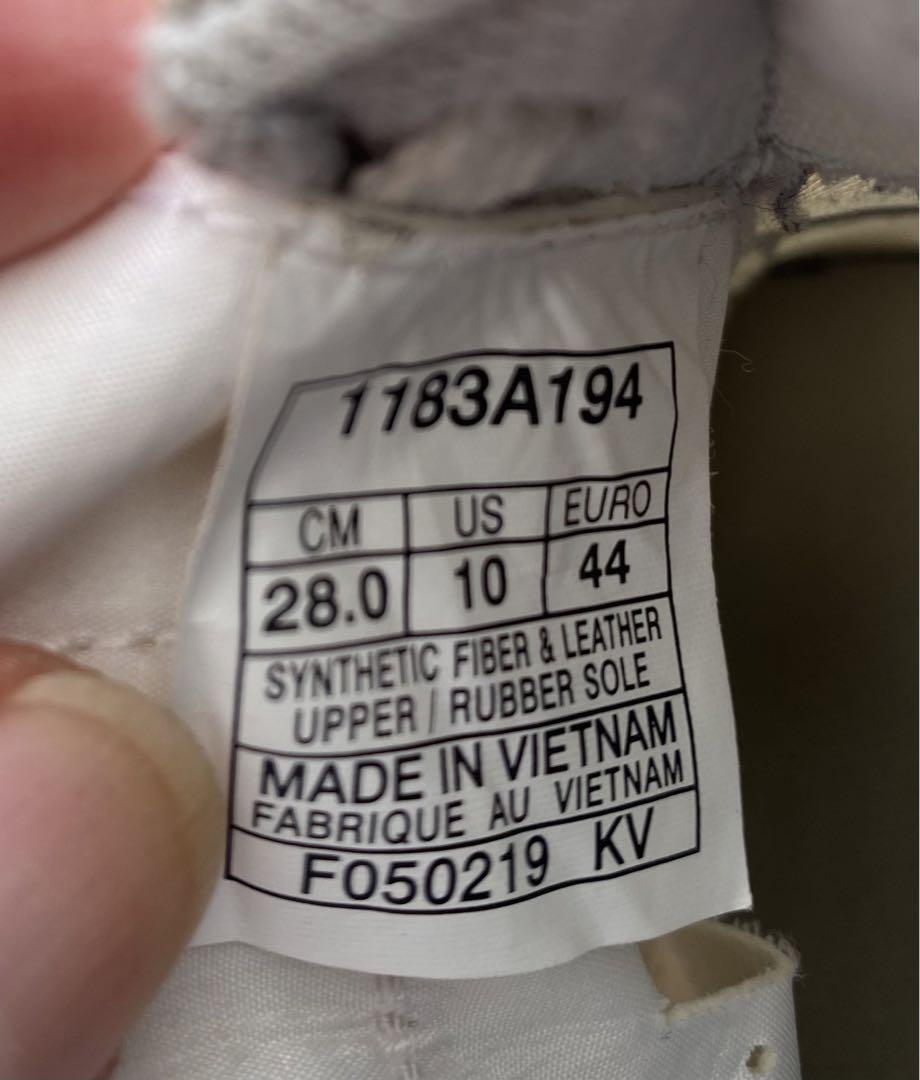 1183A194
CM US EURO
28.0 10 44
SYNTHETIC FIBER & LEATHER
UPPER / RUBBER SOLE
MADE IN VIETNAM
FABRIQUE AU VIETNAM
F050219 KV